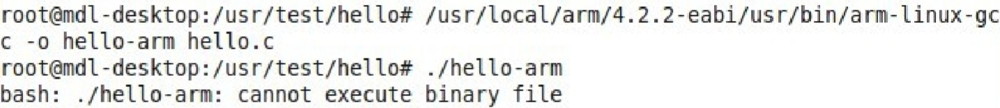 root@mdl-desktop:/usr/test/hello# /usr/local/arm/4.2.2-eabi/usr/bin/arm-linux-gc
c -o hello-arm hello.c
root@mdl-desktop:/usr/test/hello# ./hello-arm
bash: ./hello-arm: cannot execute binary file